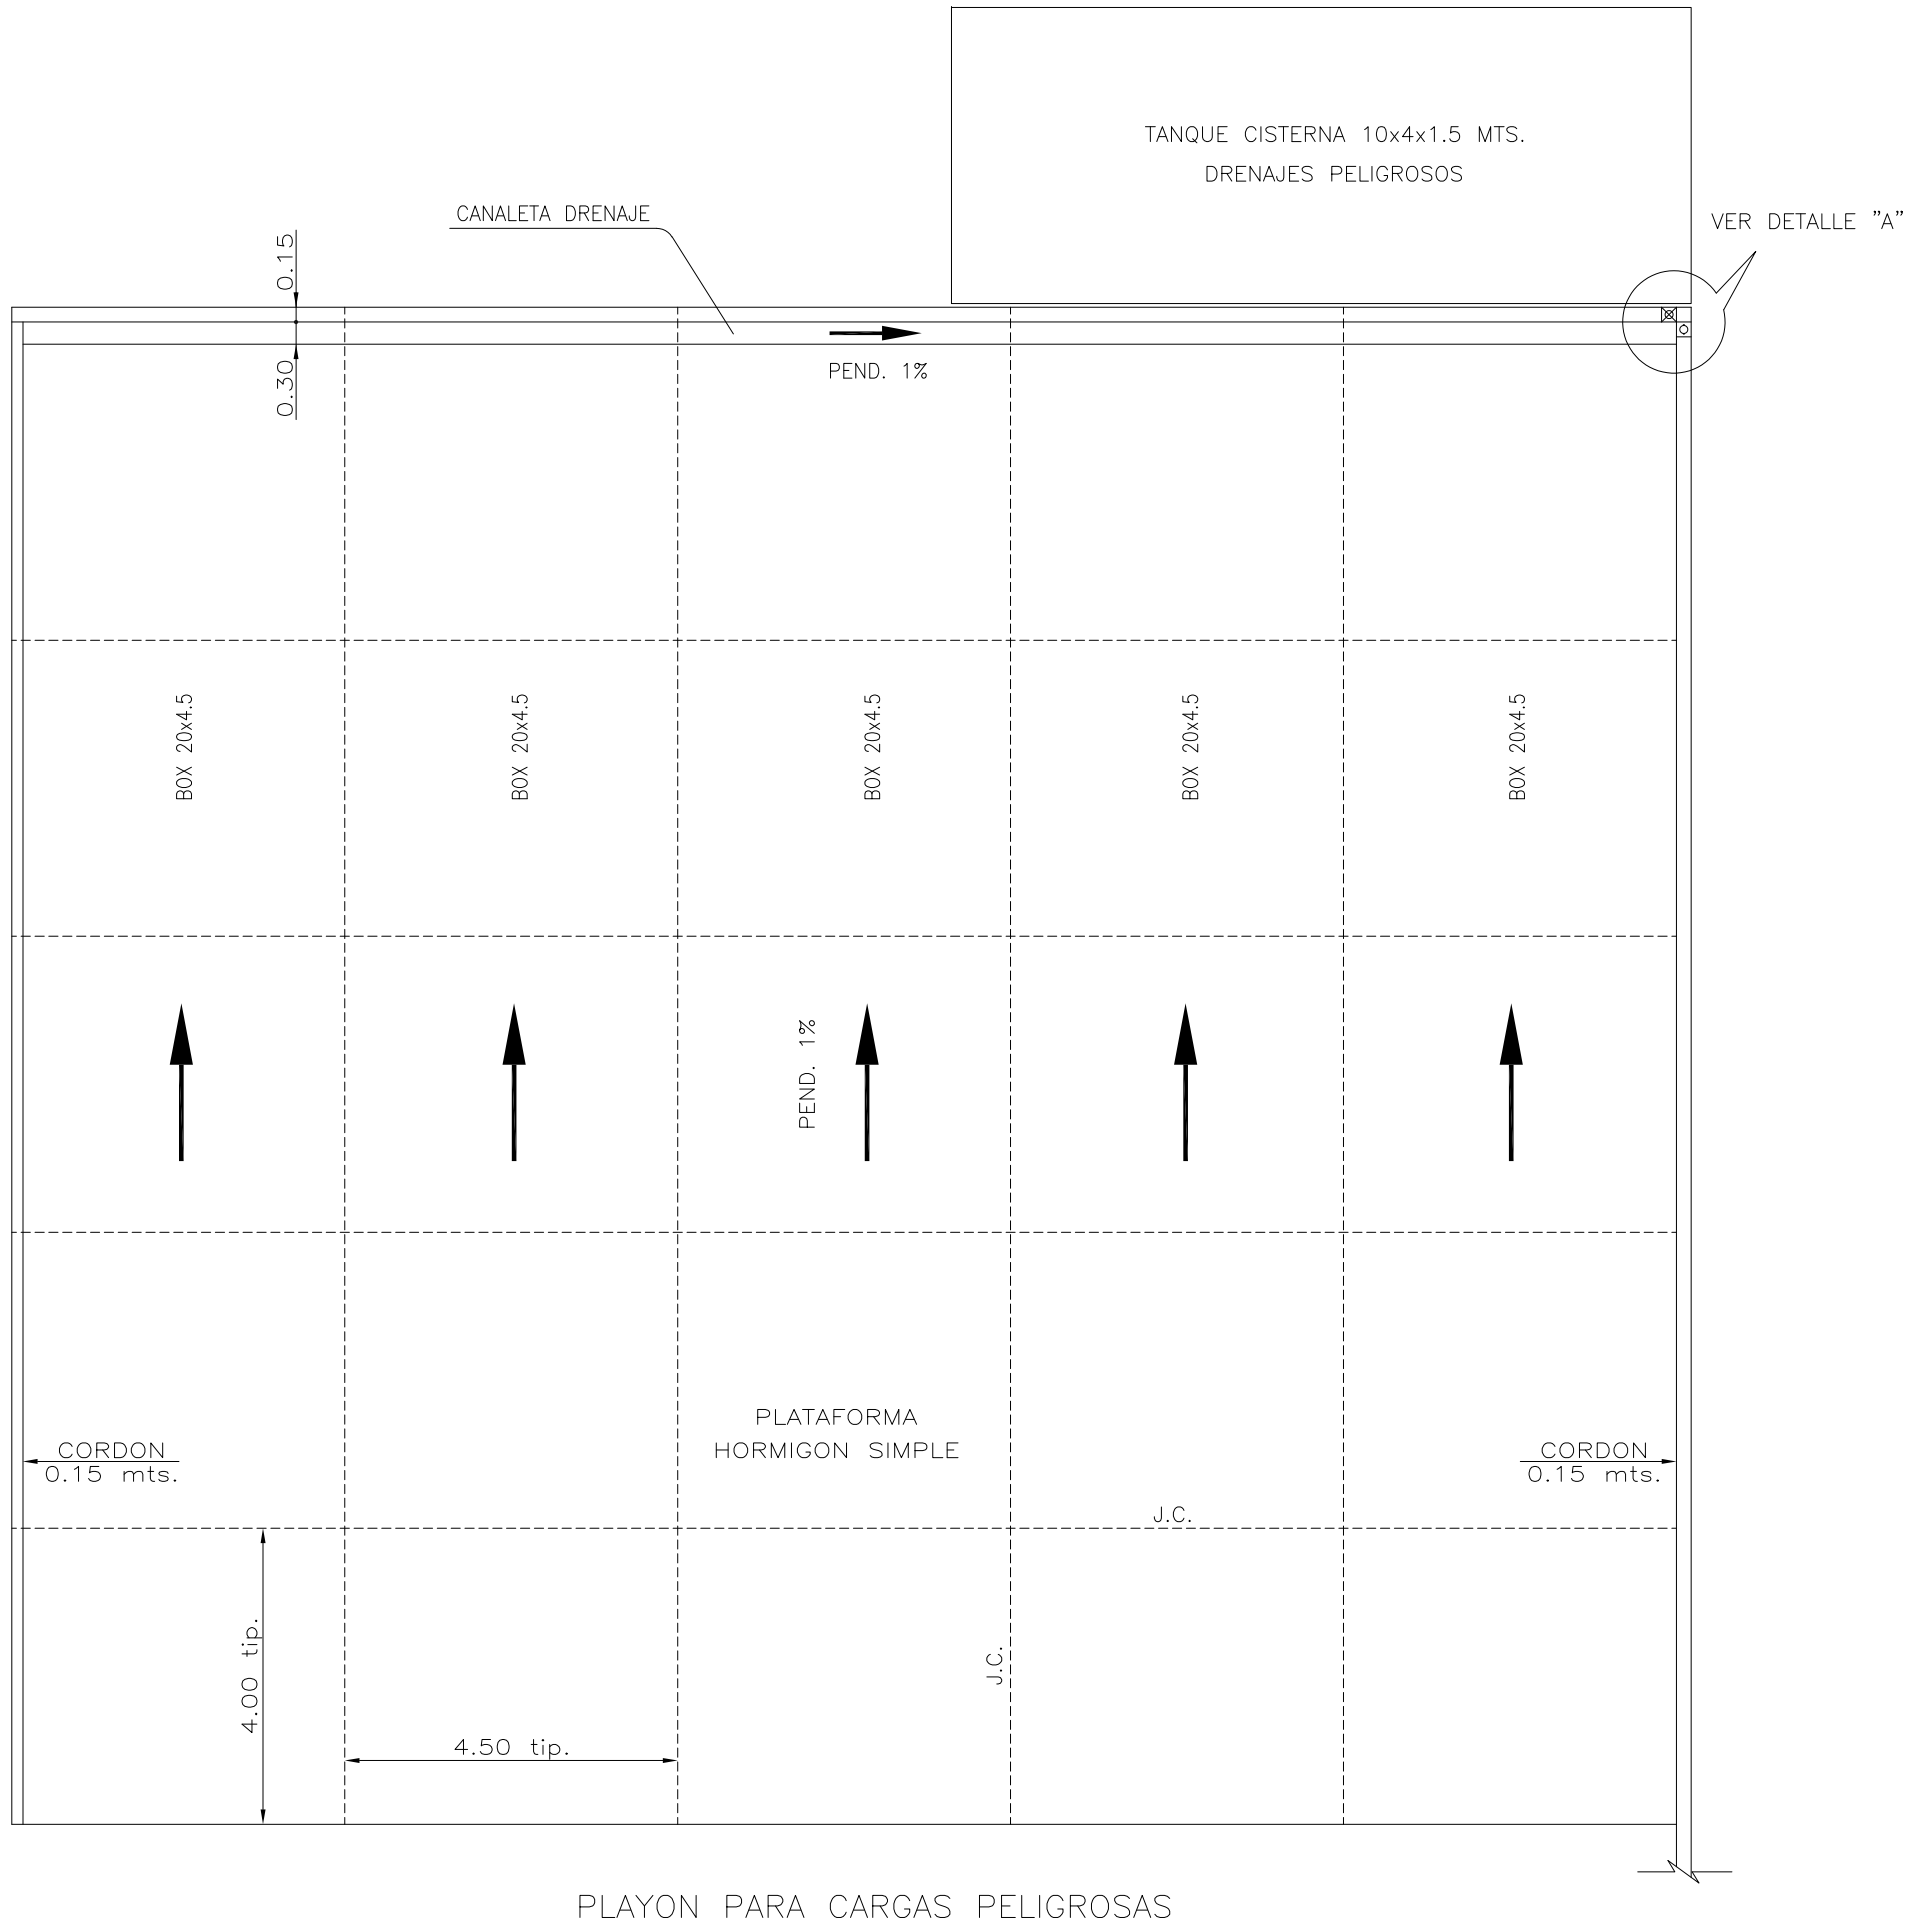 TANQUE CISTERNA 10x4x1.5 MTS.
DRENAJES PELIGROSOS
CANALETA DRENAJE
VER DETALLE "A"
0.15
0.30
PEND. 1%
BOX 20x4.5
BOX 20x4.5
BOX 20x4.5
BOX 20x4.5
BOX 20x4.5
PEND. 1%
PLATAFORMA
HORMIGON SIMPLE
CORDON
0.15 mts.
CORDON
0.15 mts.
J.C.
J.C.
4.00 tip.
4.50 tip.
PLAYON PARA CARGAS PELIGROSAS